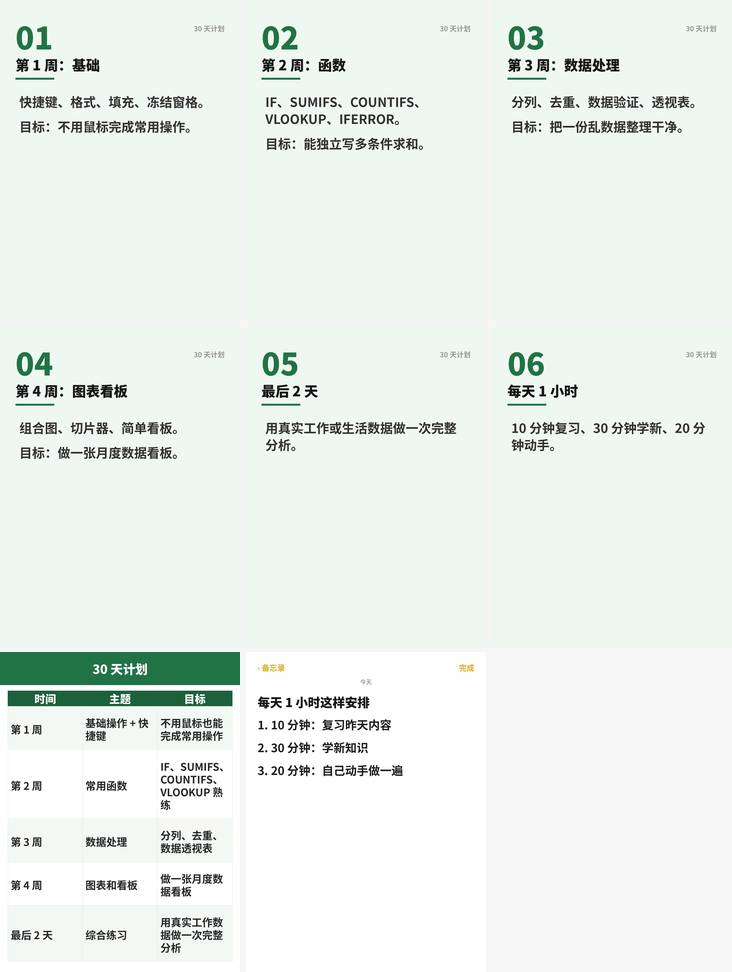 01
30 天计划
第 1 周：基础
快捷键、格式、填充、冻结窗格。
目标：不用鼠标完成常用操作。
02
30 天计划
第 2 周：函数
IF、SUMIFS、COUNTIFS、
VLOOKUP、IFERROR。
目标：能独立写多条件求和。
03
30 天计划
第 3 周：数据处理
分列、去重、数据验证、透视表。
目标：把一份乱数据整理干净。
04
30 天计划
第 4 周：图表看板
组合图、切片器、简单看板。
目标：做一张月度数据看板。
05
30 天计划
最后 2 天
用真实工作或生活数据做一次完整
分析。
06
30 天计划
每天 1 小时
10 分钟复习、30 分钟学新、20 分
钟动手。
30 天计划
时间 主题 目标
第 1 周
基础操作 + 快
捷键
不用鼠标也能
完成常用操作
第 2 周
常用函数
IF、SUMIFS、
COUNTIFS、
VLOOKUP 熟
练
第 3 周
数据处理
分列、去重、
数据透视表
第 4 周
图表和看板
做一张月度数
据看板
最后 2 天
综合练习
用真实工作数
据做一次完整
分析
‹ 备忘录
完成
今天
每天 1 小时这样安排
1. 10 分钟：复习昨天内容
2. 30 分钟：学新知识
3. 20 分钟：自己动手做一遍